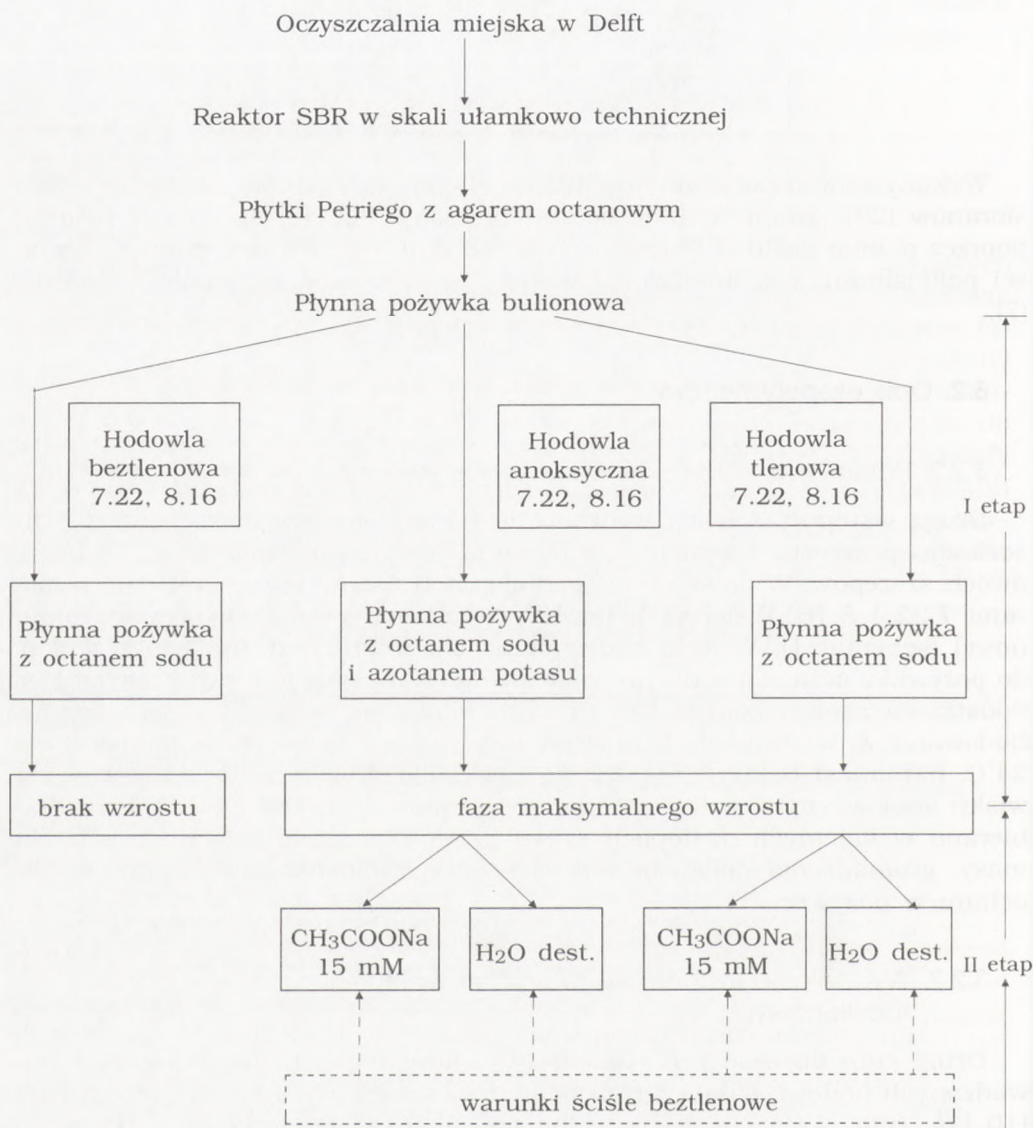 Oczyszczalnia miejska w Delft
Reaktor SBR w skali ułamkowo technicznej
Płytki Petriego z agarem octanowym
Płynna pożywka bulionowa
Hodowla
beztlenowa
7.22, 8.16
Hodowla
anoksyczna
7.22, 8.16
Hodowla
tlenowa
7.22, 8.16
I etap
Płynna pożywka
z octanem sodu
Płynna pożywka
z octanem sodu
i azotanem potasu
Płynna pożywka
z octanem sodu
brak wzrostu
faza maksymalnego wzrostu
CH3COONa
15 mM
H2O dest.
CH3COONa
15 mM
H2O dest.
II etap
warunki ściśle beztlenowe